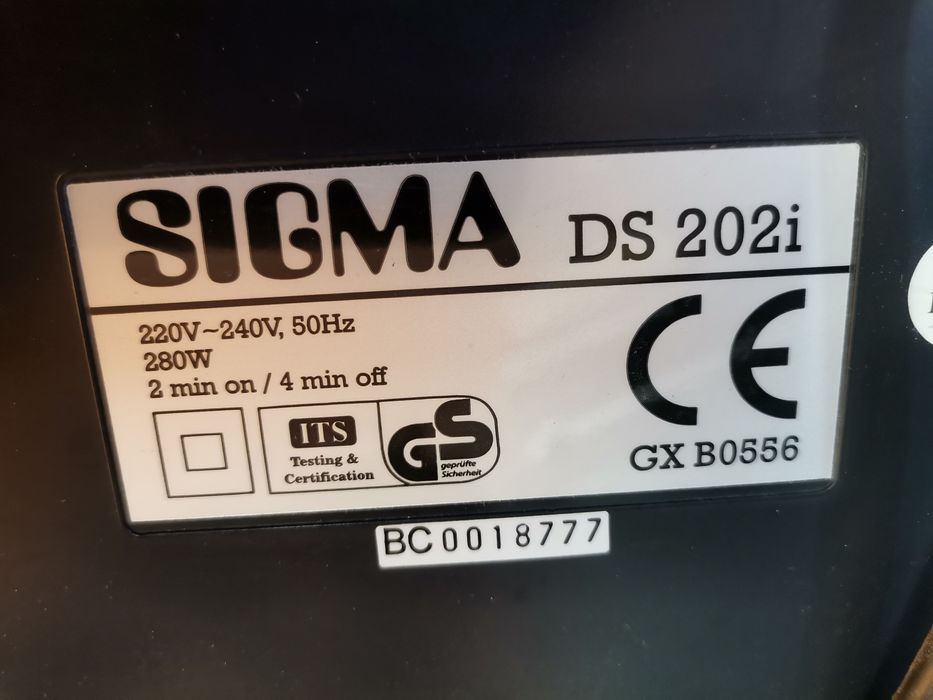 SIGMA DS 202i
220V~240V, 50Hz
280W
2 min on / 4 min off
CE
ITS
Testing &
Certification
GS
geprüfte
Sicherheit
GX B0556
BC0018777